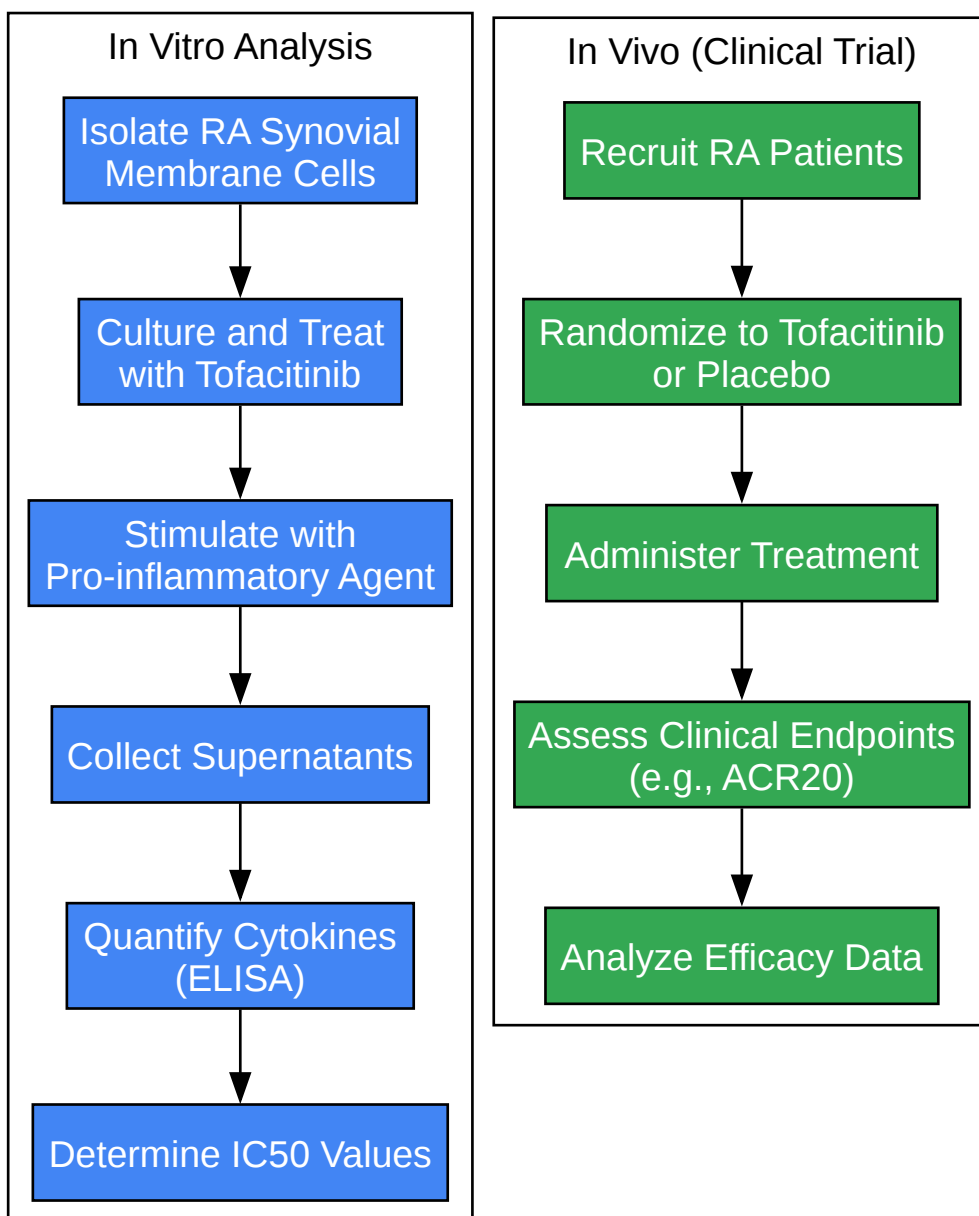 In Vitro Analysis
Isolate RA Synovial
Membrane Cells
Culture and Treat
with Tofacitinib
Stimulate with
Pro-inflammatory Agent
Collect Supernatants
Quantify Cytokines
(ELISA)
Determine IC50 Values
In Vivo (Clinical Trial)
Recruit RA Patients
Randomize to Tofacitinib
or Placebo
Administer Treatment
Assess Clinical Endpoints
(e.g., ACR20)
Analyze Efficacy Data